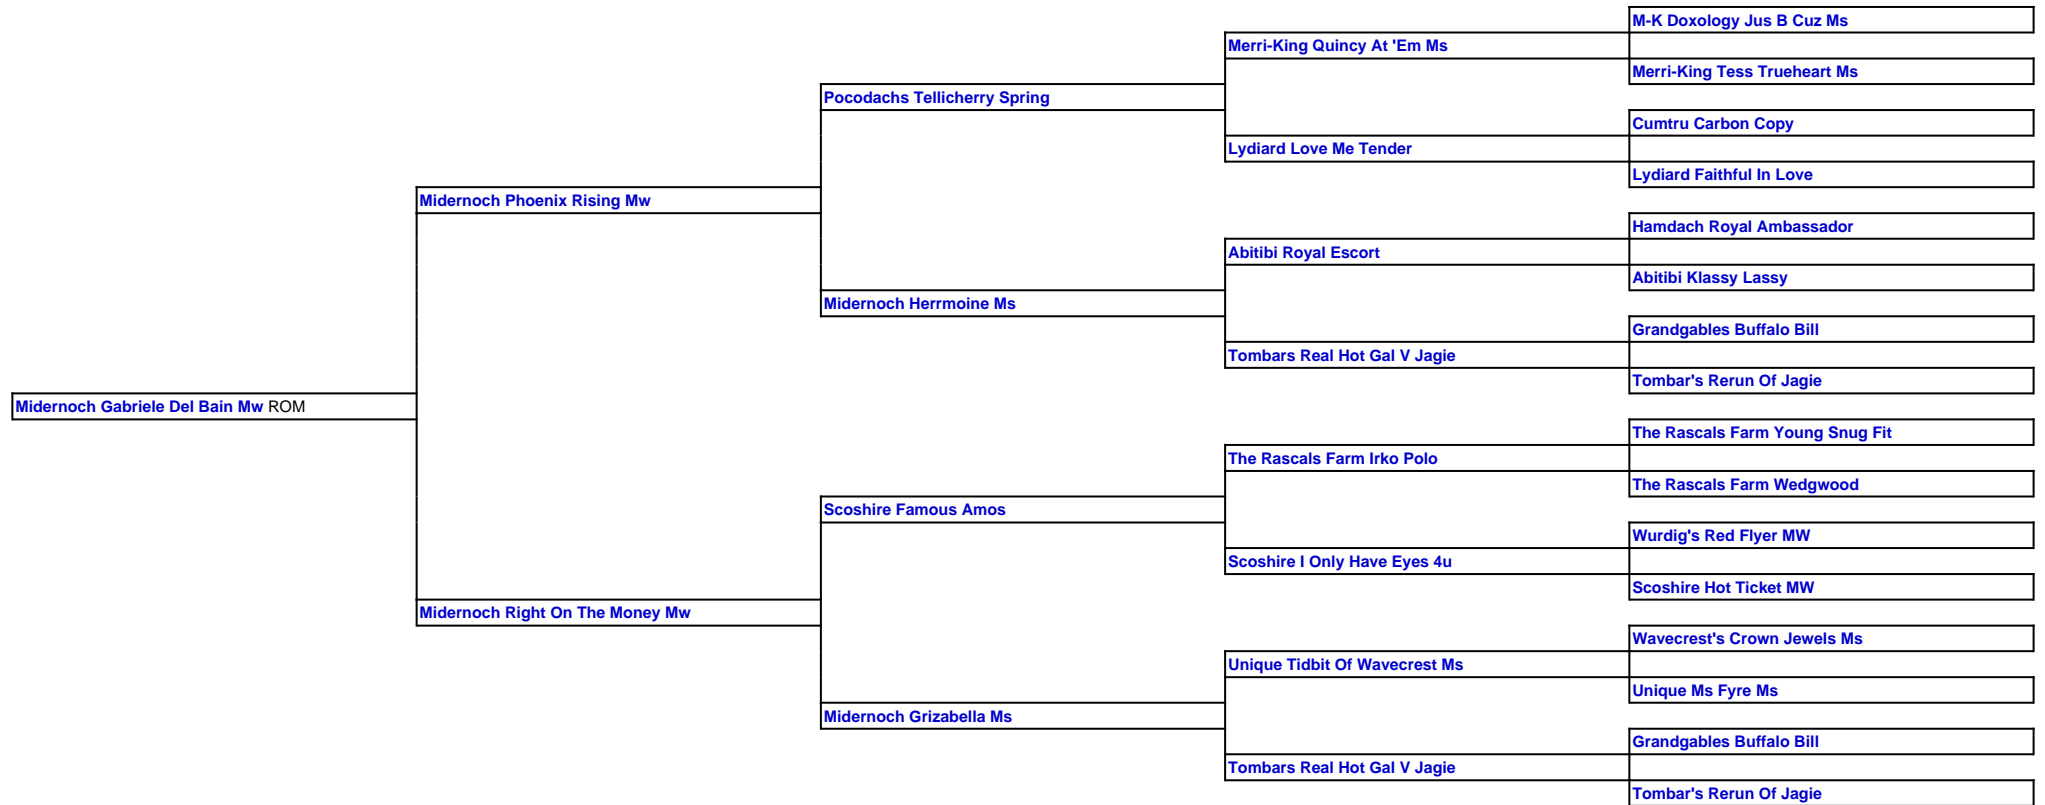 M-K Doxology Jus B Cuz Ms
Merri-King Quincy At 'Em Ms
Merri-King Tess Trueheart Ms
Pocodachs Tellicherry Spring
Cumtru Carbon Copy
Lydiard Love Me Tender
Lydiard Faithful In Love
Midernoch Phoenix Rising Mw
Hamdach Royal Ambassador
Abitibi Royal Escort
Abitibi Klassy Lassy
Midernoch Herrmoine Ms
Grandgables Buffalo Bill
Tombars Real Hot Gal V Jagie
Tombar's Rerun Of Jagie
Midernoch Gabriele Del Bain Mw ROM
The Rascals Farm Young Snug Fit
The Rascals Farm Irko Polo
The Rascals Farm Wedgwood
Scoshire Famous Amos
Wurdig's Red Flyer MW
Scoshire I Only Have Eyes 4u
Scoshire Hot Ticket MW
Midernoch Right On The Money Mw
Wavecrest's Crown Jewels Ms
Unique Tidbit Of Wavecrest Ms
Unique Ms Fyre Ms
Midernoch Grizabella Ms
Grandgables Buffalo Bill
Tombars Real Hot Gal V Jagie
Tombar's Rerun Of Jagie